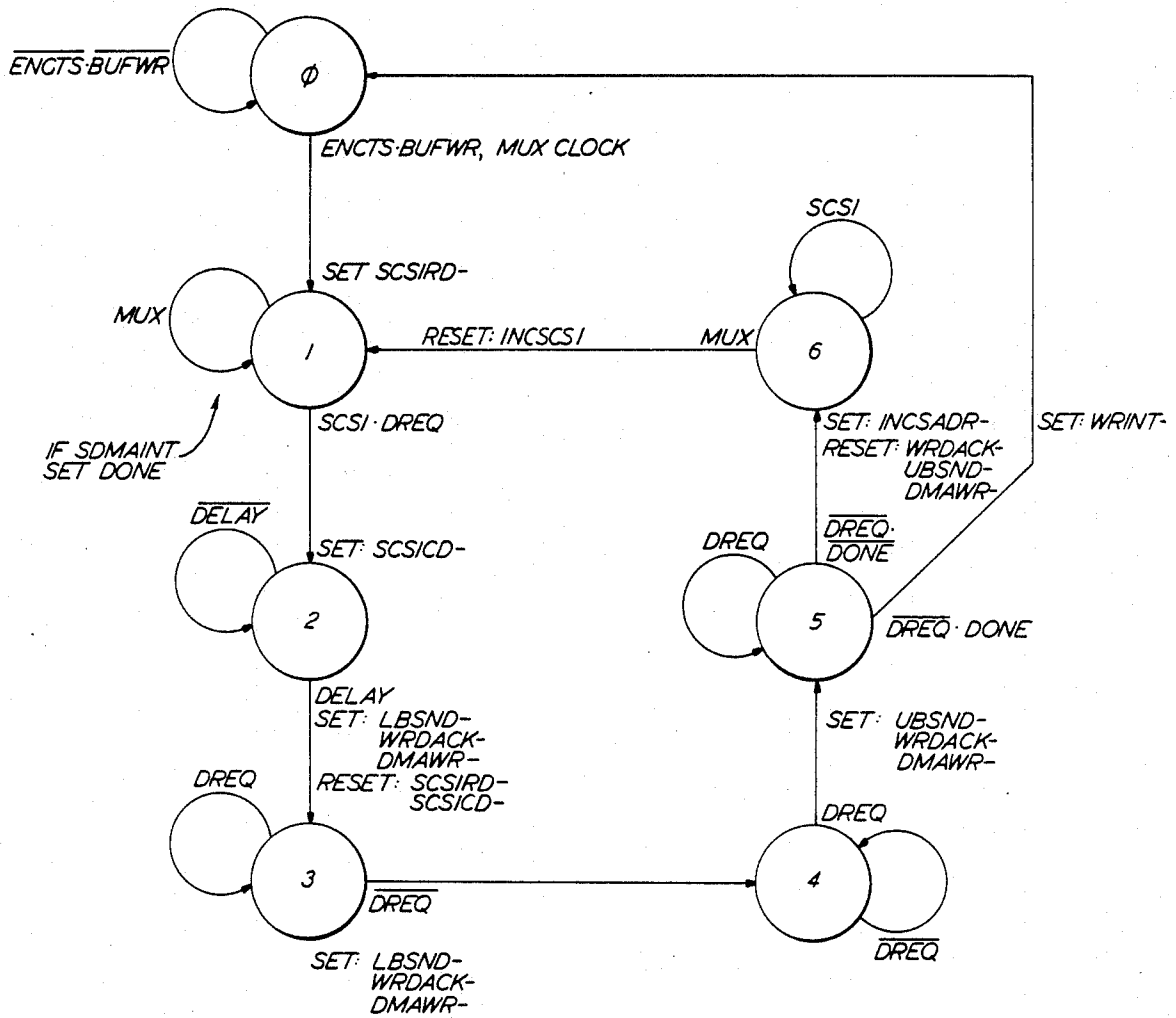 ENCTS·BUFWR
φ
ENCTS·BUFWR, MUX CLOCK
SCSI
SET SCSIRD-
MUX
1
RESET: INCSCSI
MUX
6
SCSI·DREQ
SET: INCSADR-
RESET: WRDACK-
UBSND-
DMAWR-
SET: WRINT-
IF SDMAINT
SET DONE
DELAY
SET: SCSICD-
DREQ·
DONE
DREQ
2
5
DREQ·DONE
DELAY
SET: LBSND-
WRDACK-
DMAWR-
RESET: SCSIRD-
SCSICD-
SET: UBSND-
WRDACK-
DMAWR-
DREQ
DREQ
3
4
DREQ
DREQ
SET: LBSND-
WRDACK-
DMAWR-